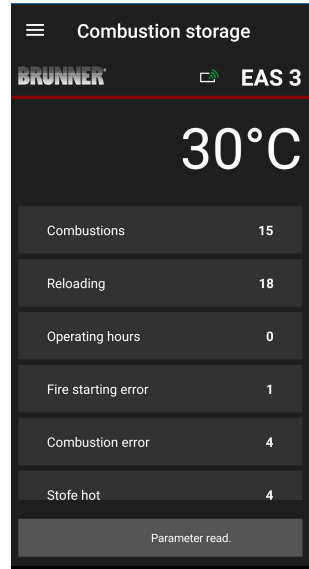 Combustion storage
BRUNNER
EAS 3
30°C
Combustions 15
Reloading 18
Operating hours 0
Fire starting error 1
Combustion error 4
Stofe hot 4
Parameter read.